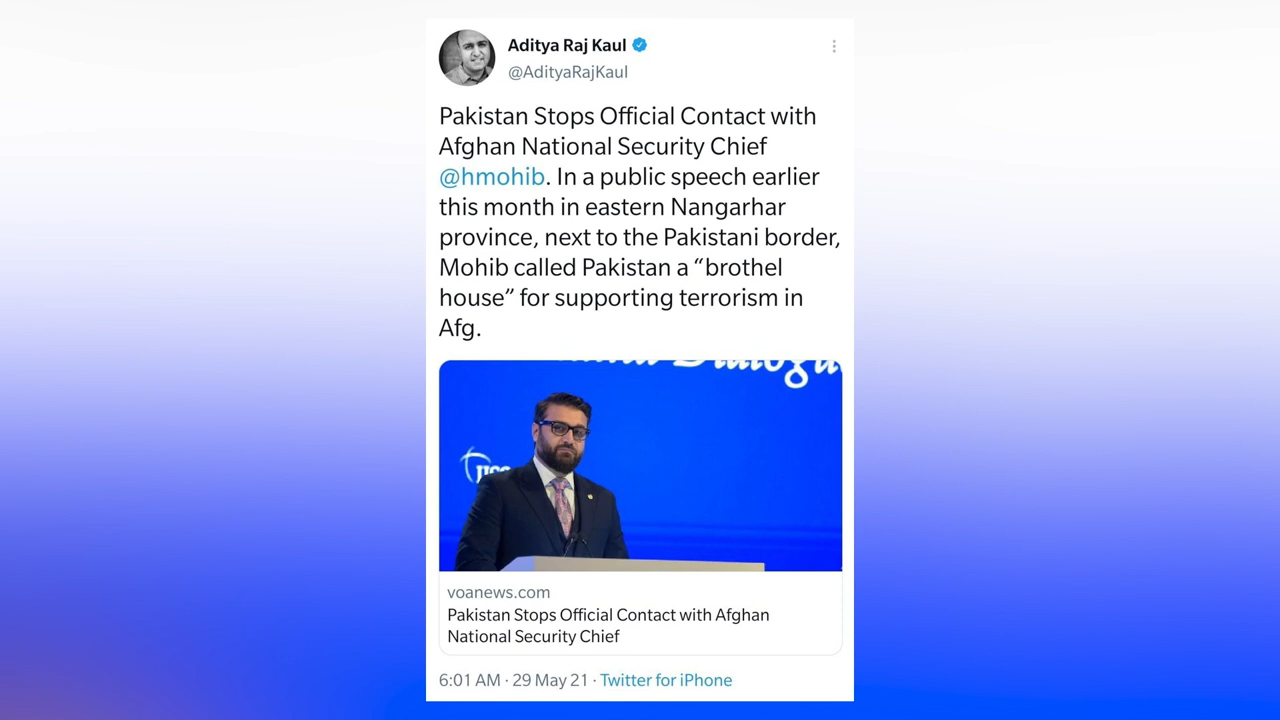 Aditya Raj Kaul
@AdityaRajKaul
Pakistan Stops Official Contact with
Afghan National Security Chief
@hmohib. In a public speech earlier
this month in eastern Nangarhar
province, next to the Pakistani border,
Mohib called Pakistan a “brothel
house” for supporting terrorism in
Afg.
voanews.com
Pakistan Stops Official Contact with Afghan
National Security Chief
6:01 AM · 29 May 21 · Twitter for iPhone